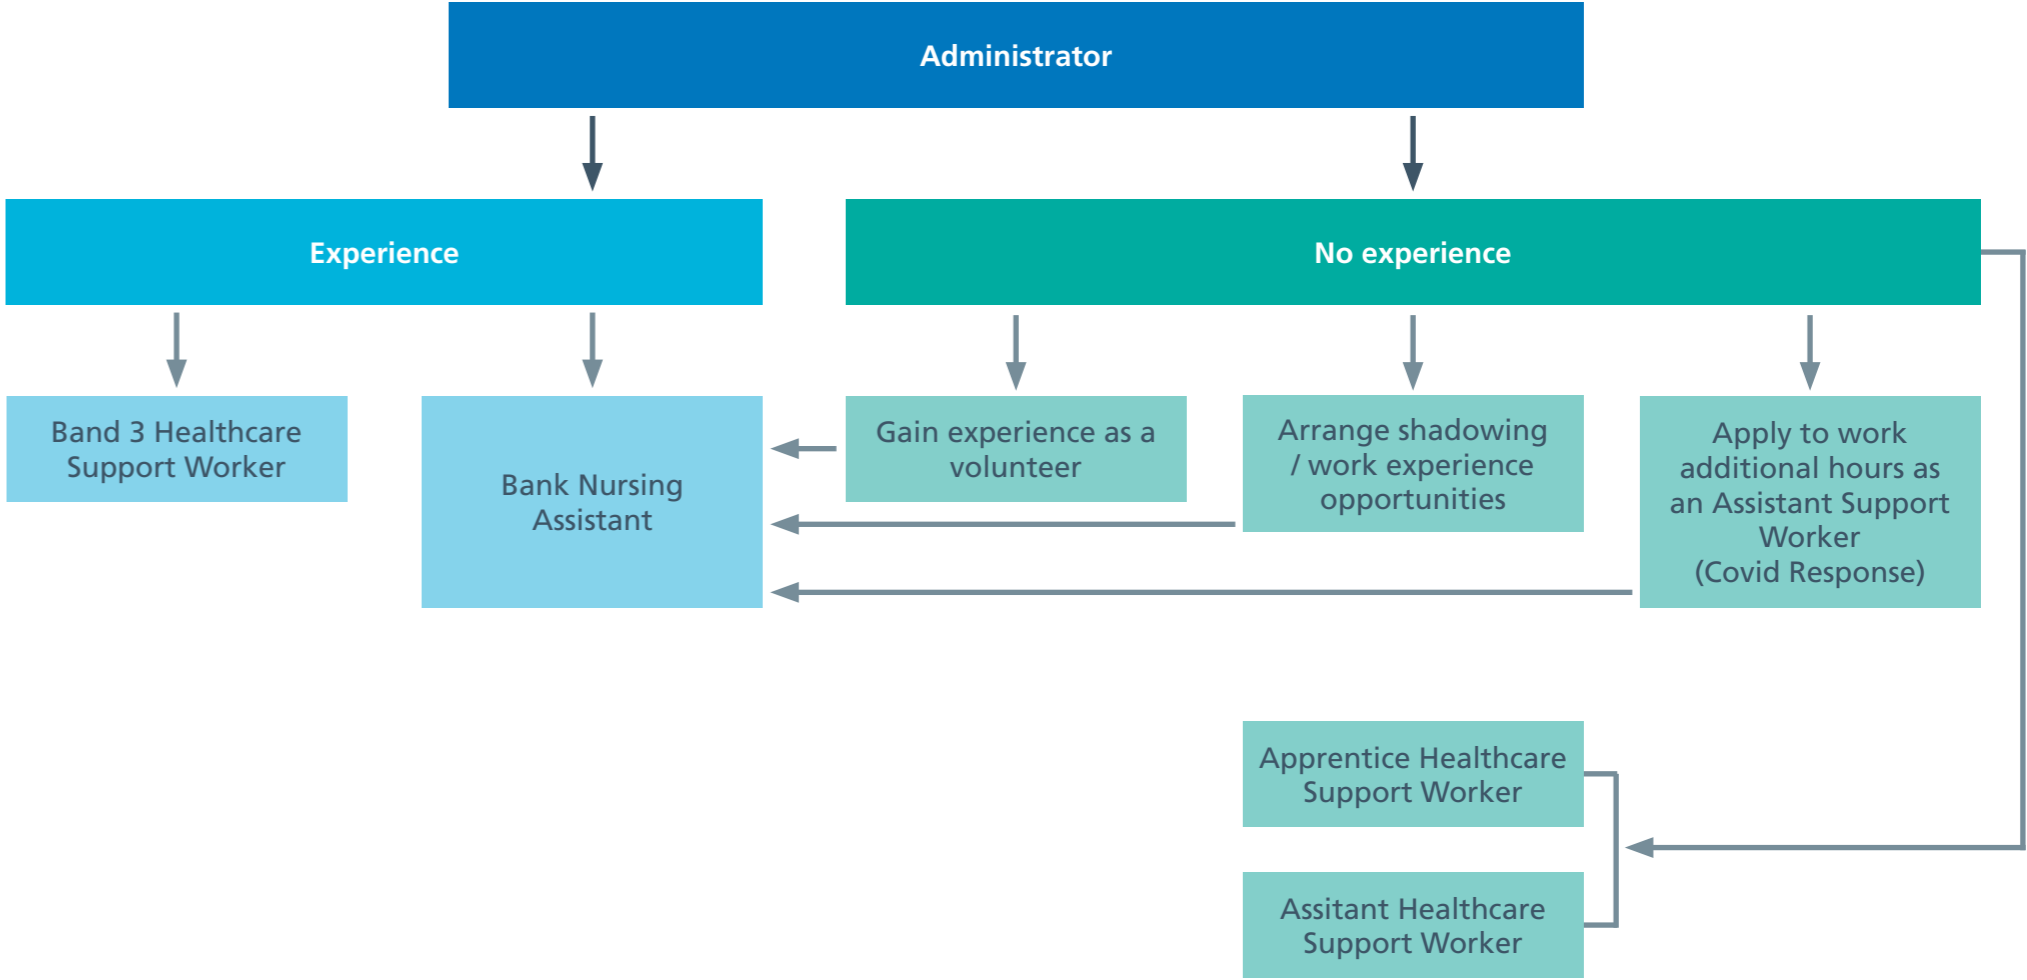 Administrator
Experience
No experience
Band 3 Healthcare
Support Worker
Bank Nursing
Assistant
Gain experience as a
volunteer
Arrange shadowing
/ work experience
opportunities
Apply to work
additional hours as
an Assistant Support
Worker
(Covid Response)
Apprentice Healthcare
Support Worker
Assitant Healthcare
Support Worker